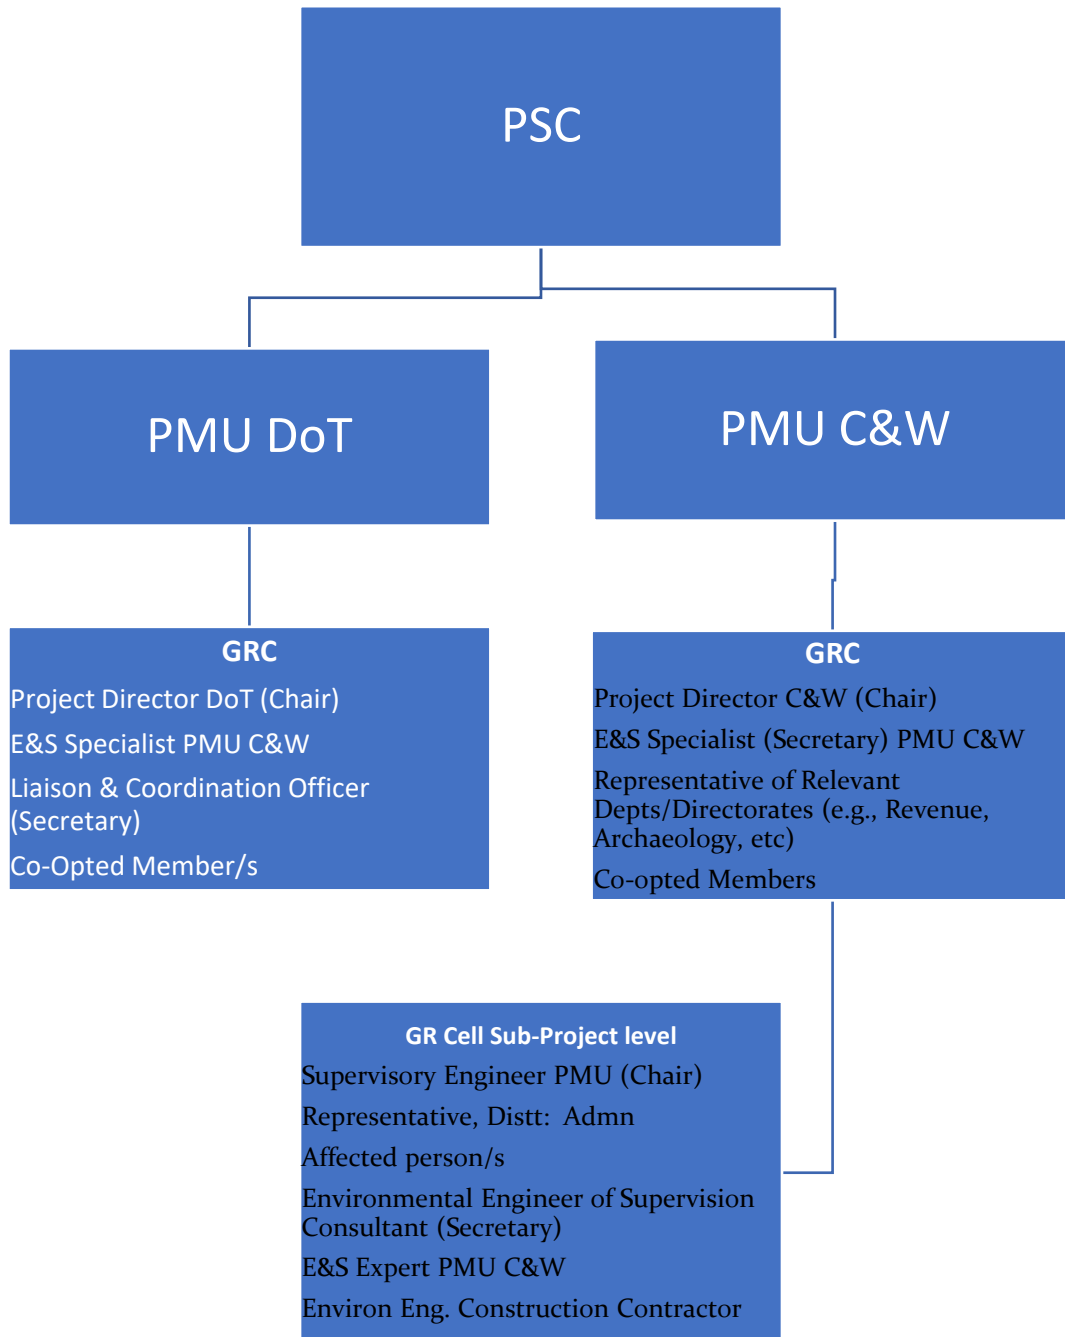 PSC
PMU DoT
PMU C&W
GRC
Project Director DoT (Chair)
E&S Specialist PMU C&W
Liaison & Coordination Officer
(Secretary)
Co-Opted Member/s
GRC
Project Director C&W (Chair)
E&S Specialist (Secretary) PMU C&W
Representative of Relevant
Depts/Directorates (e.g., Revenue,
Archaeology, etc)
Co-opted Members
GR Cell Sub-Project level
Supervisory Engineer PMU (Chair)
Representative, Distt: Admn
Affected person/s
Environmental Engineer of Supervision
Consultant (Secretary)
E&S Expert PMU C&W
Environ Eng. Construction Contractor